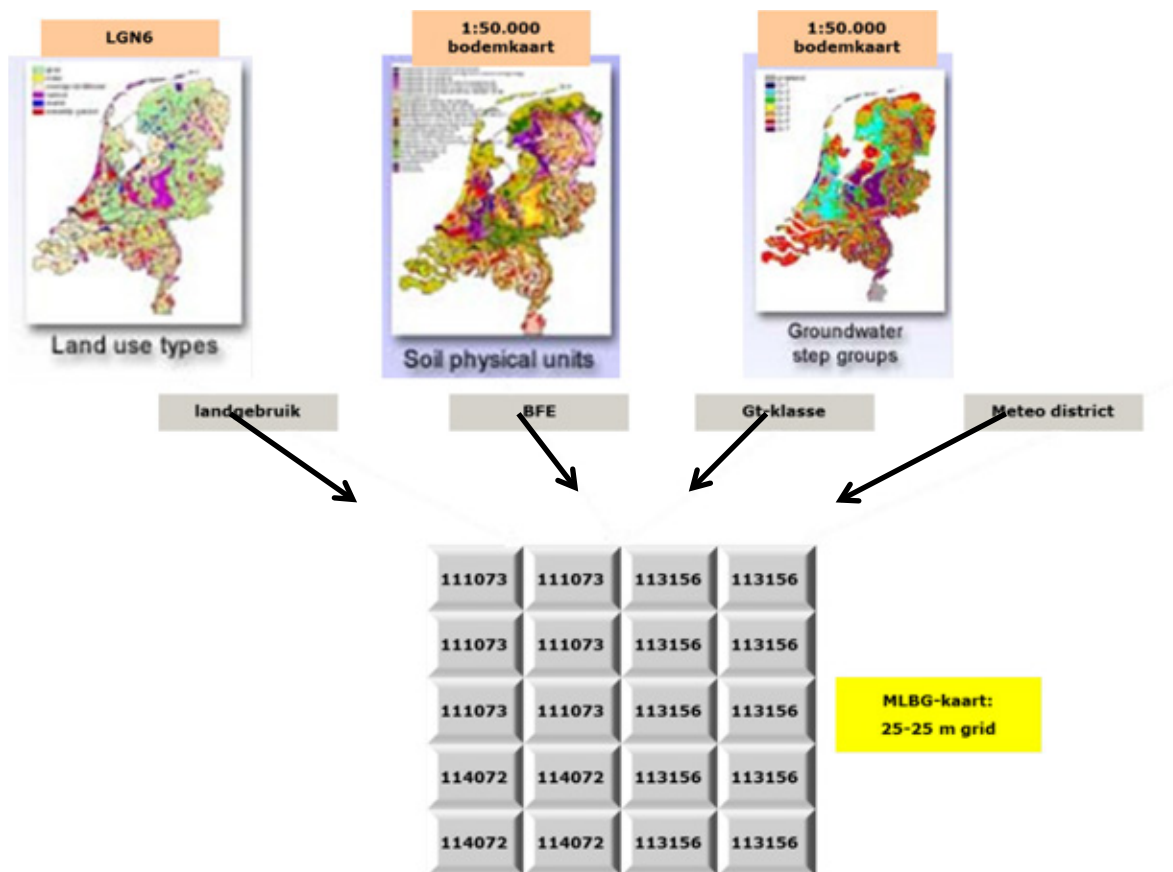 LGN6
1:50.000
bodemkaart
1:50.000
bodemkaart
Land use types
Soil physical units
Groundwater
step groups
landgebruik
BFE
Gt-klasse
Meteo district
111073 111073 113156 113156
111073 111073 113156 113156
111073 111073 113156 113156
114072 114072 113156 113156
114072 114072 113156 113156
MLBG-kaart:
25-25 m grid